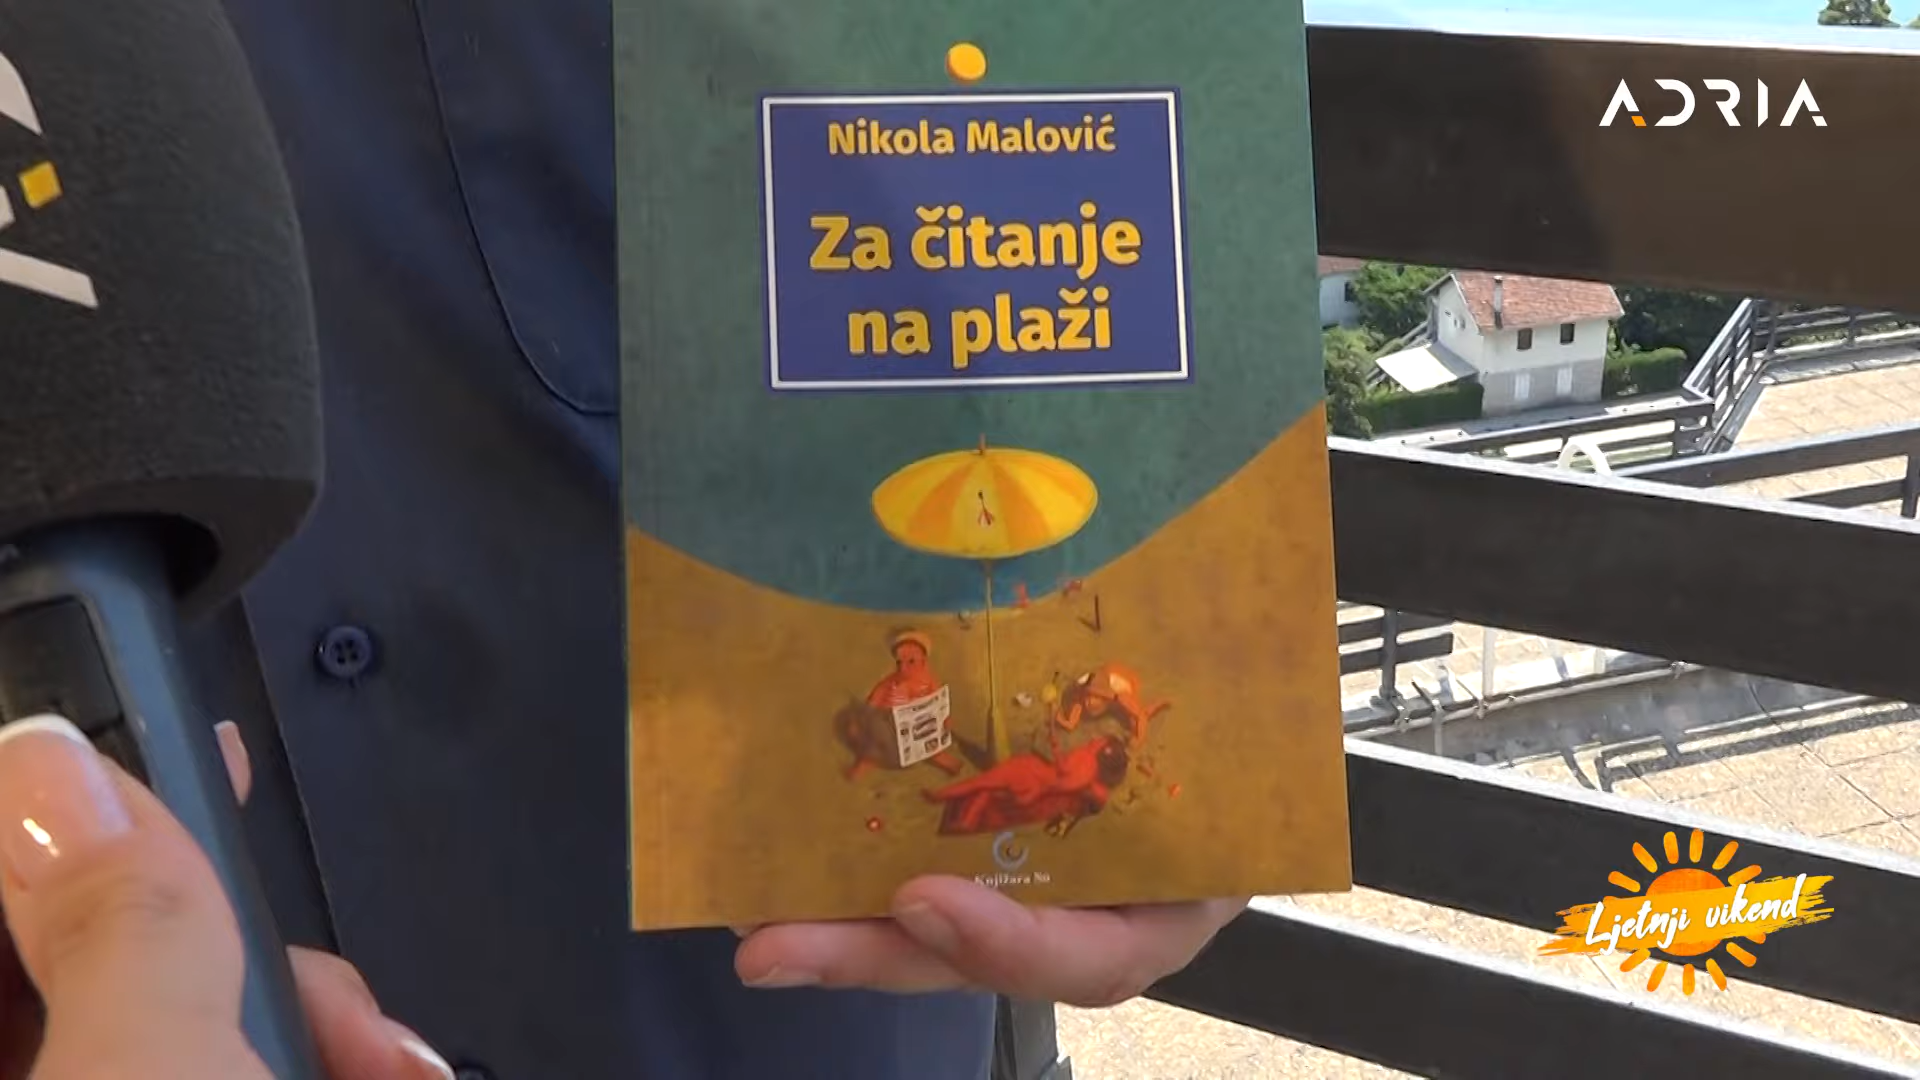 ADRIA
Nikola Malović
Za čitanje
na plaži
Knjižara So
Ljetnji vikend